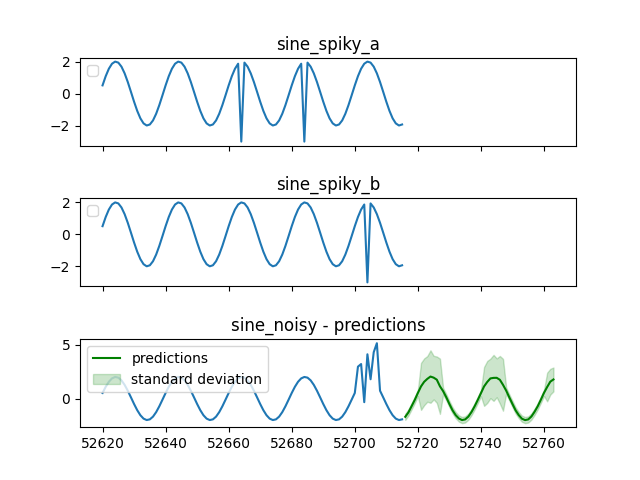 sine_spiky_a
2
0
−2
sine_spiky_b
2
0
−2
sine_noisy - predictions
5
0
predictions
standard deviation
52620 52640 52660 52680 52700 52720 52740 52760